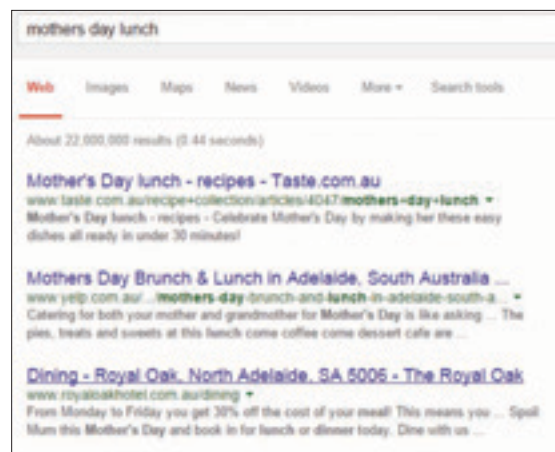 mothers day lunch
Web Images Maps News Videos More Search tools
About 22,000,000 results (0.44 seconds)
Mother's Day lunch - recipes - Taste.com.au
www.taste.com.au/recipe+collection/articles/4047/mothers+day+lunch
Mother's Day lunch - recipes - Celebrate Mother's Day by making her these easy
dishes all ready in under 30 minutes!
Mothers Day Brunch & Lunch in Adelaide, South Australia ...
www.yelp.com.au/.../mothers-day-brunch-and-lunch-in-adelaide-south-a...
Catering for both your mother and grandmother for Mother's Day is like asking ... The
pies, treats and sweets at this lunch come coffee come dessert cafe are ...
Dining - Royal Oak, North Adelaide, SA 5006 - The Royal Oak
www.royaloakhotel.com.au/dining
From Monday to Friday you get 30% off the cost of your meal! This means you ... Spoil
Mum this Mother's Day and book in for lunch or dinner today. Dine with us ...